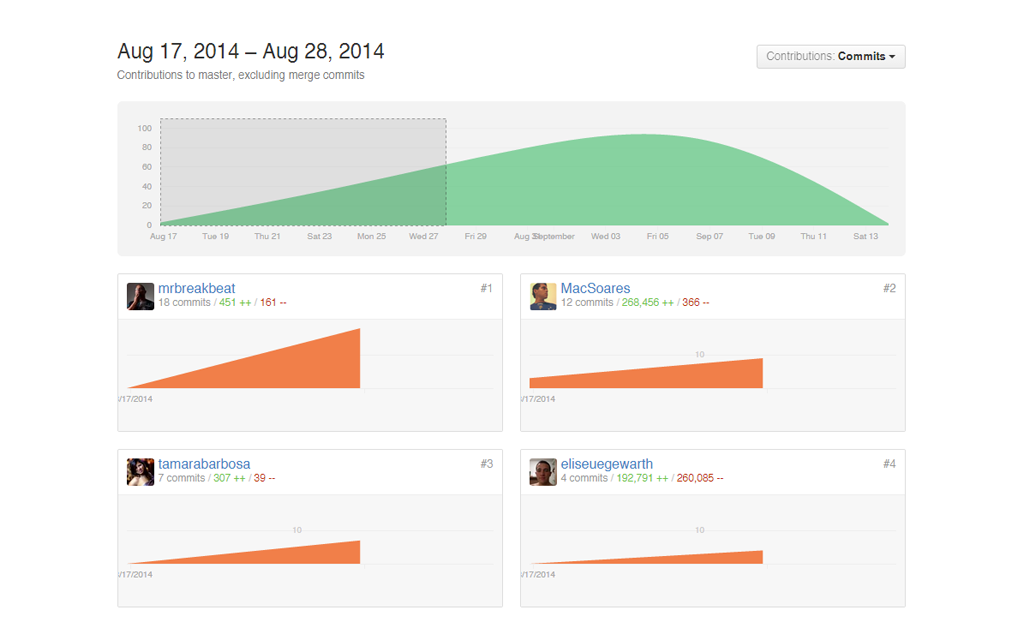 Aug 17, 2014 – Aug 28, 2014
Contributions: Commits
Contributions to master, excluding merge commits
100
80
60
40
20
0
Aug 17 Tue 19 Thu 21 Sat 23 Mon 25 Wed 27 Fri 29 Aug September Wed 03 Fri 05 Sep 07 Tue 09 Thu 11 Sat 13
mrbreakbeat #1
18 commits / 451 ++ / 161 --
/17/2014
MacSoares #2
12 commits / 268,456 ++ / 366 --
10
/17/2014
tamarabarbosa #3
7 commits / 307 ++ / 39 --
10
/17/2014
eliseuegewarth #4
4 commits / 192,791 ++ / 260,085 --
10
/17/2014